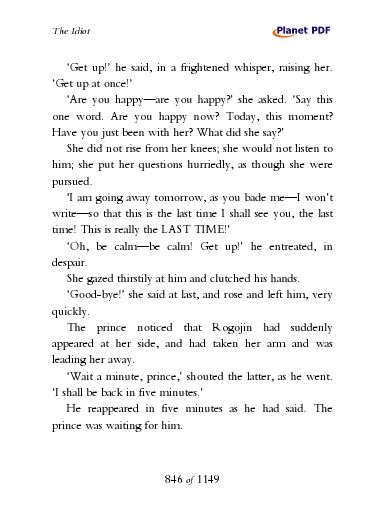 The Idiot
Planet PDF
‘Get up!’ he said, in a frightened whisper, raising her.
‘Get up at once!’
‘Are you happy—are you happy?’ she asked. ‘Say this
one word. Are you happy now? Today, this moment?
Have you just been with her? What did she say?’
She did not rise from her knees; she would not listen to
him; she put her questions hurriedly, as though she were
pursued.
‘I am going away tomorrow, as you bade me—I won’t
write—so that this is the last time I shall see you, the last
time! This is really the LAST TIME!’
‘Oh, be calm—be calm! Get up!’ he entreated, in
despair.
She gazed thirstily at him and clutched his hands.
‘Good-bye!’ she said at last, and rose and left him, very
quickly.
The prince noticed that Rogojin had suddenly
appeared at her side, and had taken her arm and was
leading her away.
‘Wait a minute, prince,’ shouted the latter, as he went.
‘I shall be back in five minutes.’
He reappeared in five minutes as he had said. The
prince was waiting for him.
846 of 1149